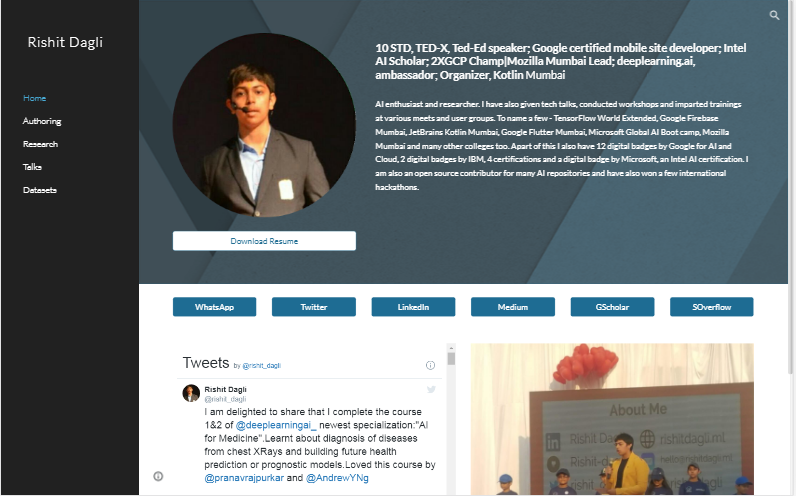 Rishit Dagli
Home
Authoring
Research
Talks
Datasets
10 STD, TED-X, Ted-Ed speaker; Google certified mobile site developer; Intel
AI Scholar; 2XGCP Champ|Mozilla Mumbai Lead; deeplearning.ai,
ambassador; Organizer, Kotlin Mumbai
AI enthusiast and researcher. I have also given tech talks, conducted workshops and imparted trainings
at various meets and user groups. To name a few - TensorFlow World Extended, Google Firebase
Mumbai, JetBrains Kotlin Mumbai, Google Flutter Mumbai, Microsoft Global AI Boot camp, Mozilla
Mumbai and many other colleges too. Apart of this I also have 12 digital badges by Google for AI and
Cloud, 2 digital badges by IBM, 4 certifications and a digital badge by Microsoft, an Intel AI certification. I
am also an open source contributor for many AI repositories and have also won a few international
hackathons.
Download Resume
WhatsApp
Twitter
LinkedIn
Medium
GScholar
SOverflow
Tweets by @rishit_dagli
Rishit Dagli
@rishit_dagli
I am delighted to share that I complete the course
1&2 of @deeplearningai_ newest specialization:"AI
for Medicine".Learnt about diagnosis of diseases
from chest XRays and building future health
prediction or prognostic models.Loved this course by
@pranavrajpurkar and @AndrewYNg
About Me
in Rishit Dagli
rishitdagli.ml
Rishit-d
hello@rishitdagli.ml